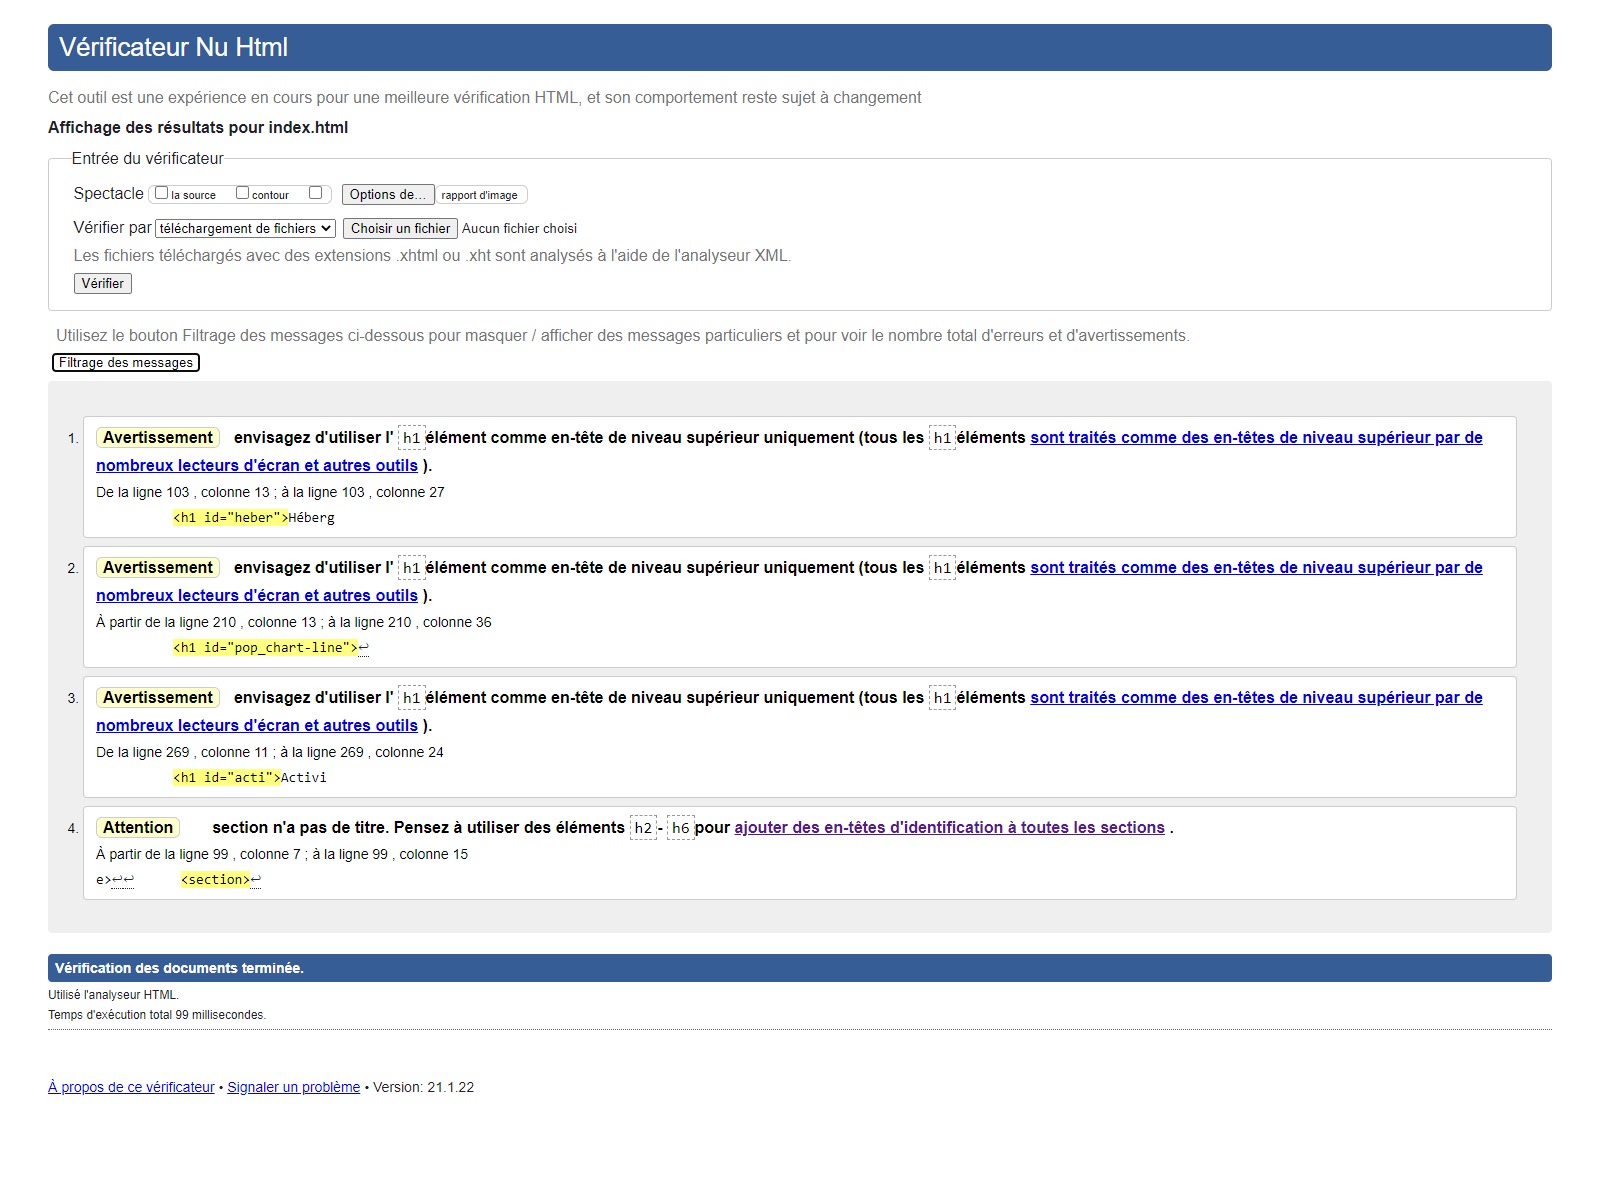 Vérificateur Nu Html
Cet outil est une expérience en cours pour une meilleure vérification HTML, et son comportement reste sujet à changement
Affichage des résultats pour index.html
Entrée du vérificateur
Spectacle la source contour Options de... rapport d'image
Vérifier par téléchargement de fichiers Choisir un fichier Aucun fichier choisi
Les fichiers téléchargés avec des extensions .xhtml ou .xht sont analysés à l'aide de l'analyseur XML.
Vérifier
Utilisez le bouton Filtrage des messages ci-dessous pour masquer / afficher des messages particuliers et pour voir le nombre total d'erreurs et d'avertissements.
Filtrage des messages
1. Avertissement envisagez d'utiliser l' h1 élément comme en-tête de niveau supérieur uniquement (tous les h1 éléments sont traités comme des en-têtes de niveau supérieur par de
nombreux lecteurs d'écran et autres outils ).
De la ligne 103 , colonne 13 ; à la ligne 103 , colonne 27
<h1 id="heber">Héberg
2. Avertissement envisagez d'utiliser l' h1 élément comme en-tête de niveau supérieur uniquement (tous les h1 éléments sont traités comme des en-têtes de niveau supérieur par de
nombreux lecteurs d'écran et autres outils ).
À partir de la ligne 210 , colonne 13 ; à la ligne 210 , colonne 36
<h1 id="pop_chart-line">↩
3. Avertissement envisagez d'utiliser l' h1 élément comme en-tête de niveau supérieur uniquement (tous les h1 éléments sont traités comme des en-têtes de niveau supérieur par de
nombreux lecteurs d'écran et autres outils ).
De la ligne 269 , colonne 11 ; à la ligne 269 , colonne 24
<h1 id="acti">Activi
4. Attention section n'a pas de titre. Pensez à utiliser des éléments h2 - h6 pour ajouter des en-têtes d'identification à toutes les sections .
À partir de la ligne 99 , colonne 7 ; à la ligne 99 , colonne 15
e>↩↩ <section>↩
Vérification des documents terminée.
Utilisé l'analyseur HTML.
Temps d'exécution total 99 millisecondes.
À propos de ce vérificateur • Signaler un problème • Version: 21.1.22